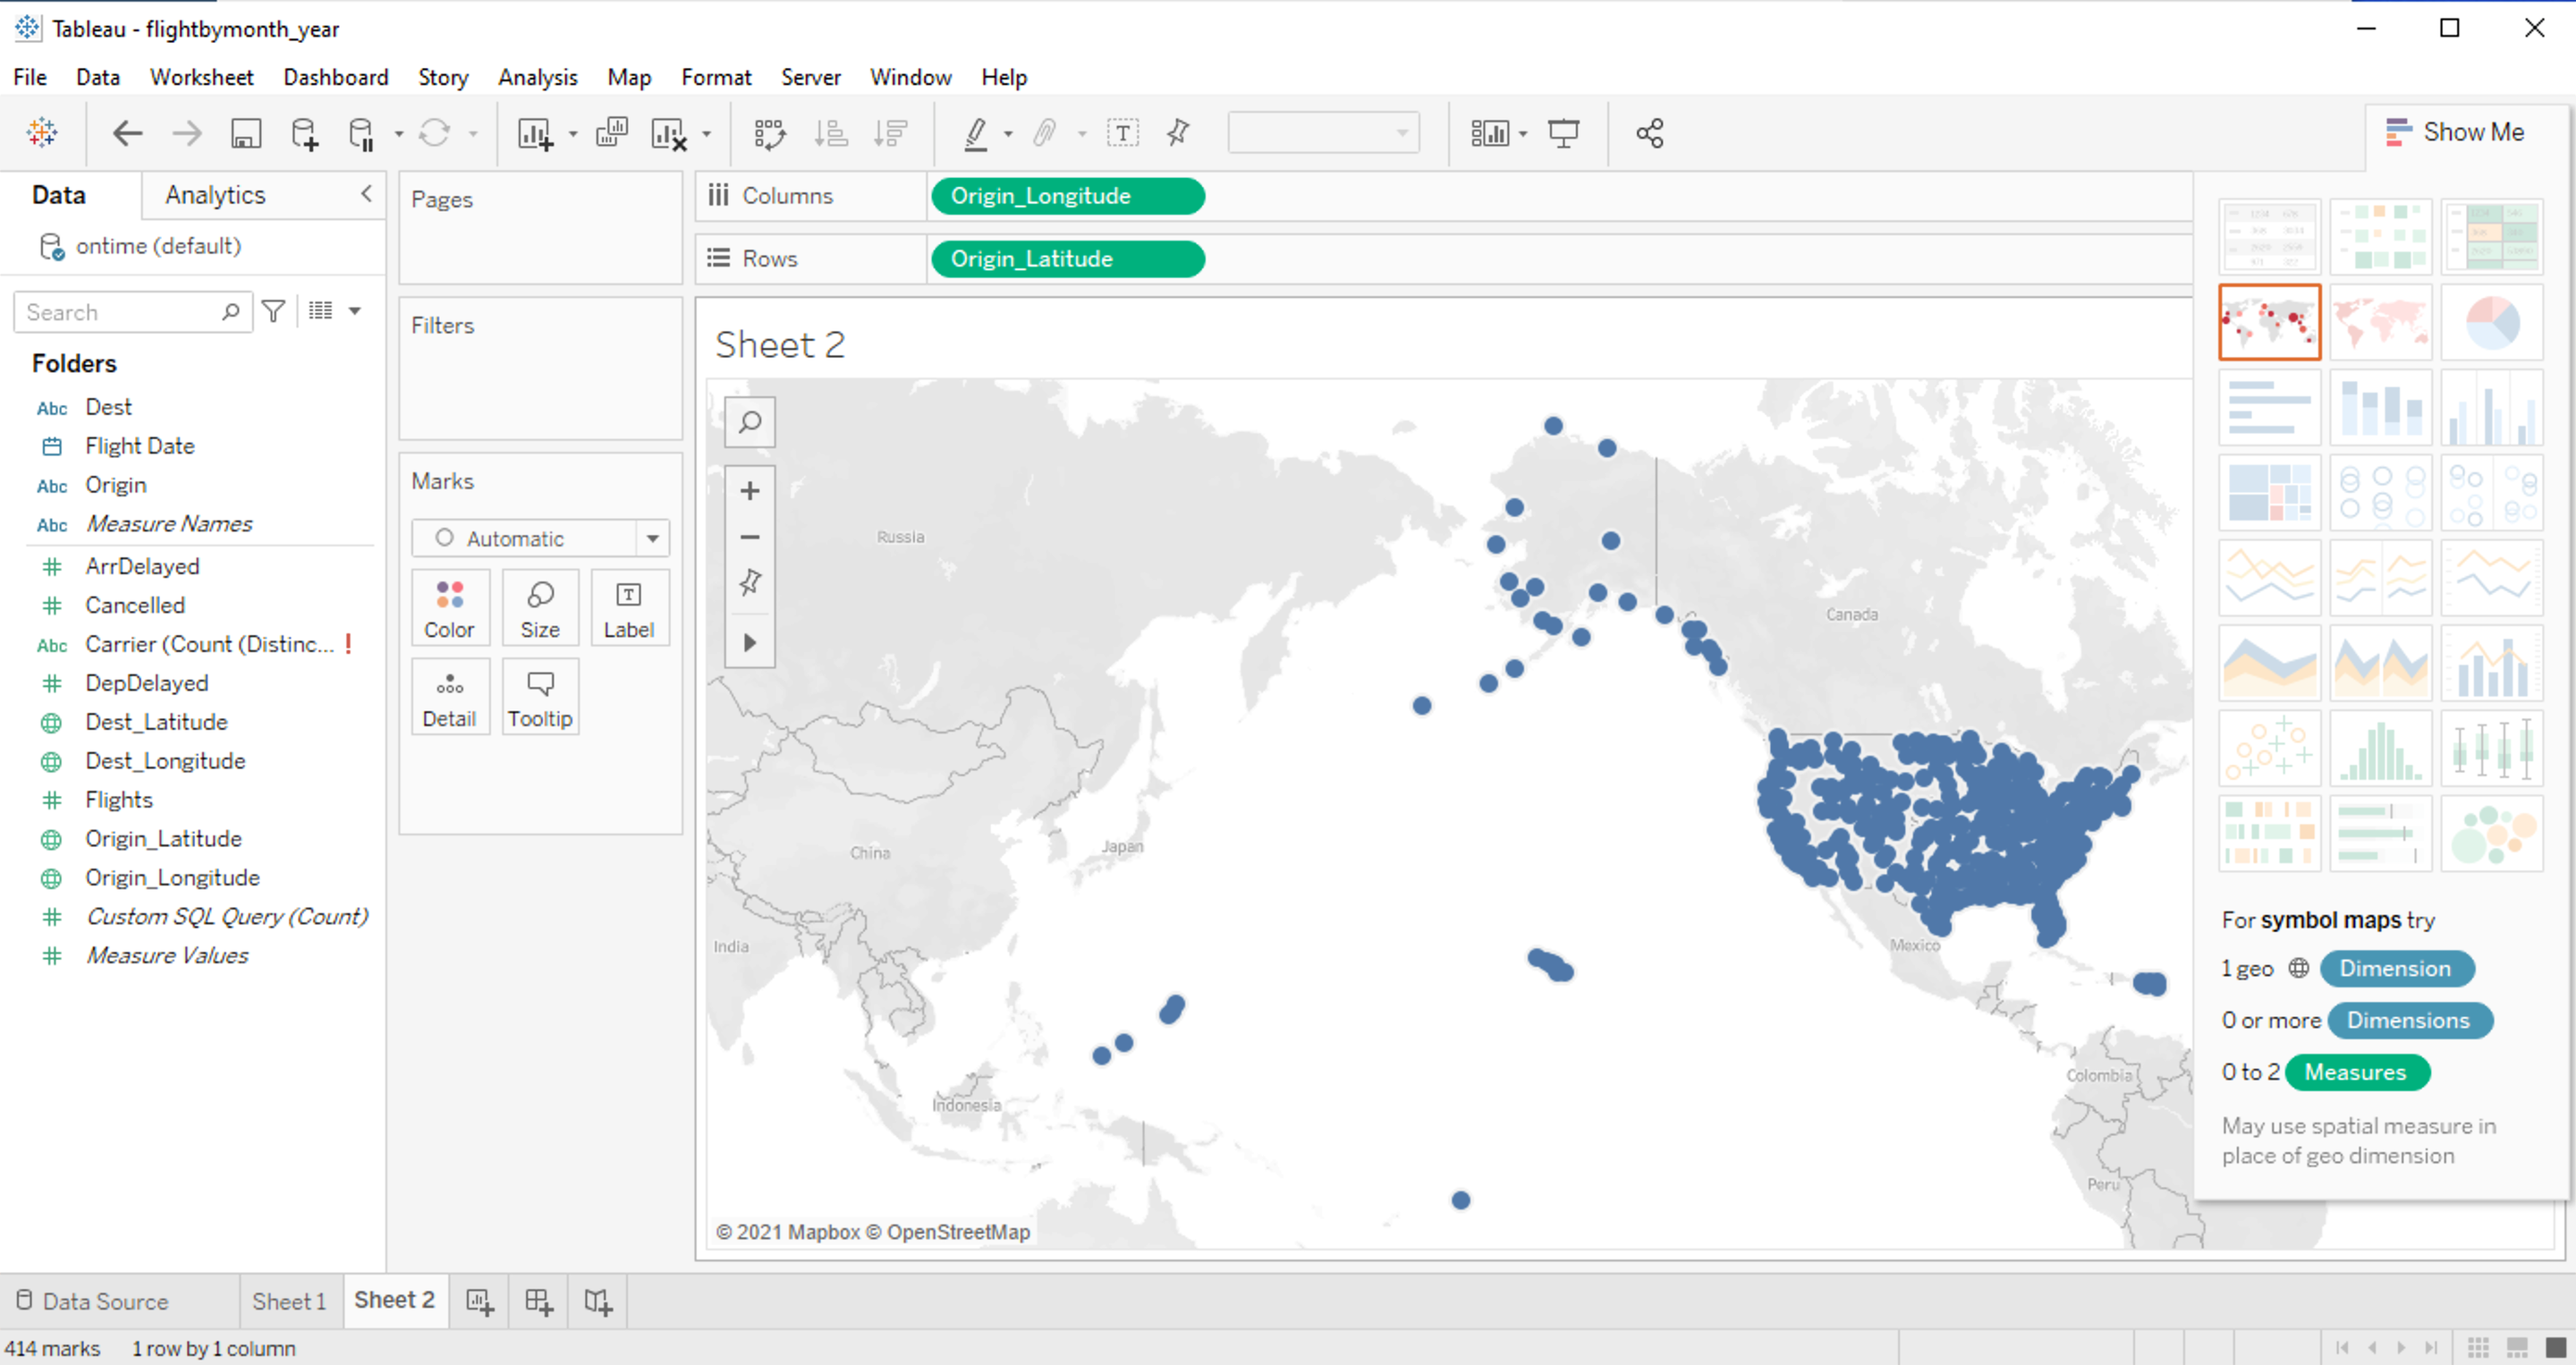 Tableau - flightbymonth_year
File Data Worksheet Dashboard Story Analysis Map Format Server Window Help
Show Me
Data Analytics
ontime (default)
Search
Folders
Abc Dest
Flight Date
Abc Origin
Abc Measure Names
ArrDelayed
Cancelled
Abc Carrier (Count (Distinc... !
DepDelayed
Dest_Latitude
Dest_Longitude
Flights
Origin_Latitude
Origin_Longitude
Custom SQL Query (Count)
Measure Values
Pages
Filters
Marks
Automatic
Color Size Label
Detail Tooltip
Columns Origin_Longitude
Rows Origin_Latitude
Sheet 2
Russia
Canada
China
Japan
India
Mexico
Indonesia
Colombia
Peru
© 2021 Mapbox © OpenStreetMap
For symbol maps try
1 geo Dimension
0 or more Dimensions
0 to 2 Measures
May use spatial measure in
place of geo dimension
Data Source Sheet 1 Sheet 2
414 marks 1 row by 1 column